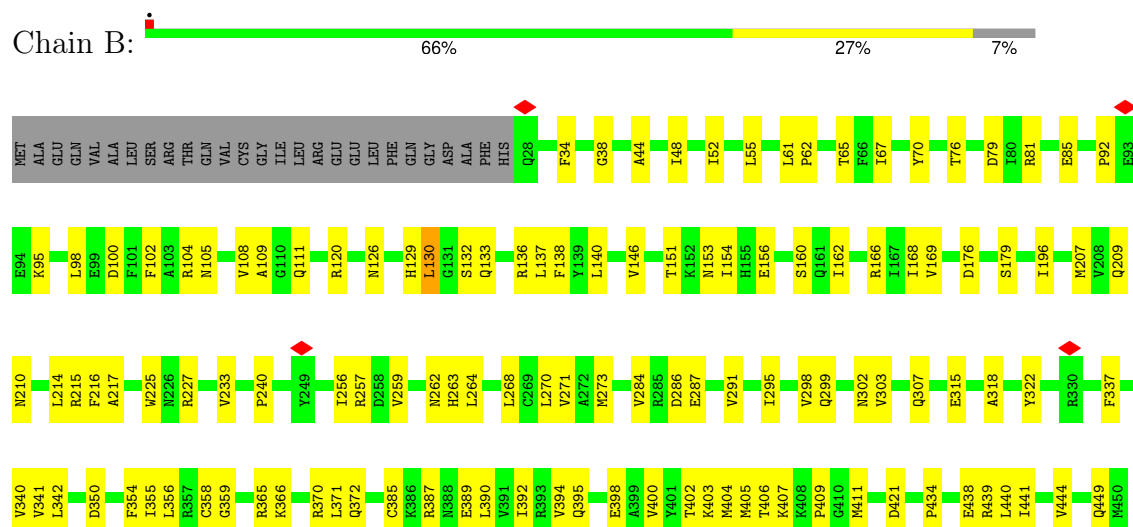 Chain B:
66% 27% 7%
MET ALA GLU GLN VAL ALA LEU SER ARG THR GLN VAL CYS GLY ILE LEU ARG GLU GLU LEU PHE GLN GLY ASP ALA PHE HIS Q28 F34 G38 A44 I48 I52 L55 L61 P62 T65 F66 I67 Y70 T76 D79 I80 R81 E85 P92 E93
E94 K95 L98 E99 D100 F101 F102 A103 R104 N105 V108 A109 G110 Q111 R120 N126 H129 L130 G131 S132 Q133 R136 L137 F138 Y139 L140 V146 T151 K152 N153 I154 H155 E156 S160 Q161 I162 R166 I167 I168 V169 D176 S179 I196 M207 V208 Q209
N210 L214 R215 F216 A217 W225 N226 R227 V233 P240 Y249 I256 R257 D258 V259 N262 H263 L264 L268 C269 L270 V271 A272 M273 V284 R285 D286 E287 V291 I295 V298 Q299 N302 V303 Q307 E315 A318 Y322 R330 F337
V340 V341 L342 D350 F354 I355 L356 R357 C358 G359 R365 K366 R370 L371 Q372 C385 K386 R387 N388 E389 L390 V391 I392 R393 V394 Q395 E398 A399 V400 Y401 T402 K403 M404 M405 T406 K407 K408 P409 G410 M411 D421 P434 E438 R439 L440 I441 V444 Q449 M450